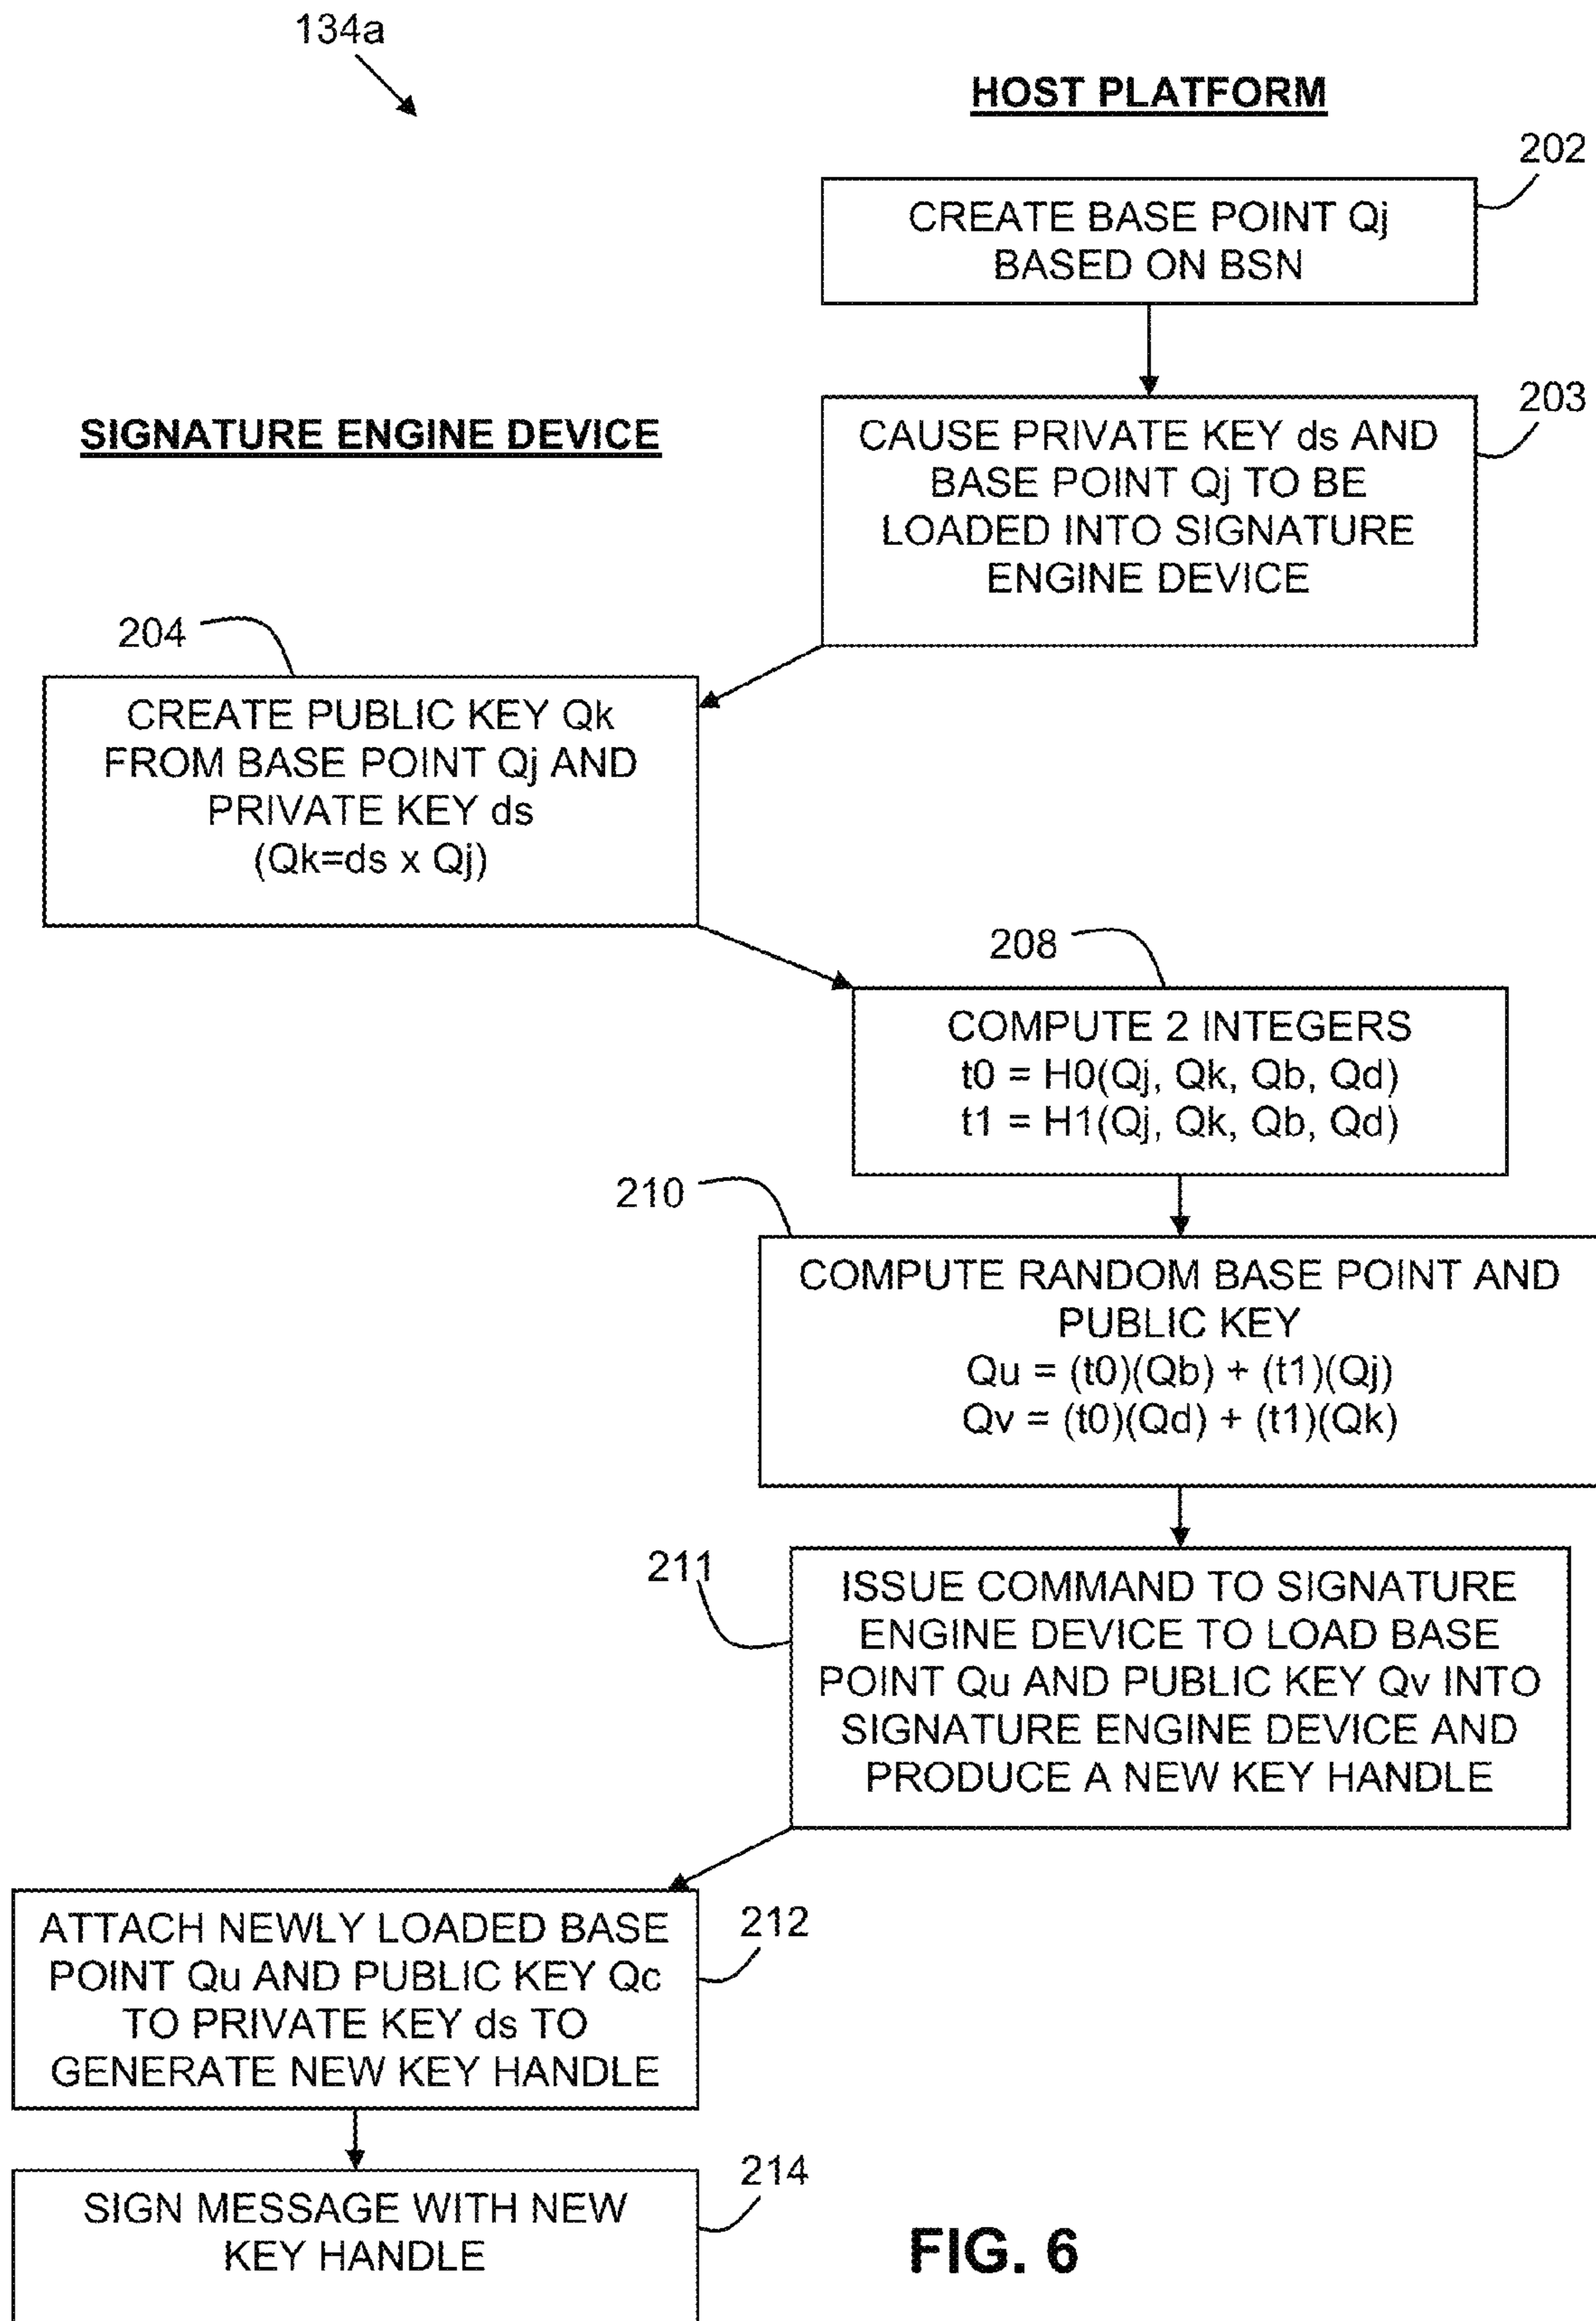 134a
HOST PLATFORM
202
CREATE BASE POINT Qj
BASED ON BSN
203
SIGNATURE ENGINE DEVICE
CAUSE PRIVATE KEY ds AND
BASE POINT Qj TO BE
LOADED INTO SIGNATURE
ENGINE DEVICE
204
CREATE PUBLIC KEY Qk
FROM BASE POINT Qj AND
PRIVATE KEY ds
(Qk=ds x Qj)
208
COMPUTE 2 INTEGERS
t0 = H0(Qj, Qk, Qb, Qd)
t1 = H1(Qj, Qk, Qb, Qd)
210
COMPUTE RANDOM BASE POINT AND
PUBLIC KEY
Qu = (t0)(Qb) + (t1)(Qj)
Qv = (t0)(Qd) + (t1)(Qk)
211
ISSUE COMMAND TO SIGNATURE
ENGINE DEVICE TO LOAD BASE
POINT Qu AND PUBLIC KEY Qv INTO
SIGNATURE ENGINE DEVICE AND
PRODUCE A NEW KEY HANDLE
212
ATTACH NEWLY LOADED BASE
POINT Qu AND PUBLIC KEY Qc
TO PRIVATE KEY ds TO
GENERATE NEW KEY HANDLE
214
SIGN MESSAGE WITH NEW
KEY HANDLE
FIG. 6